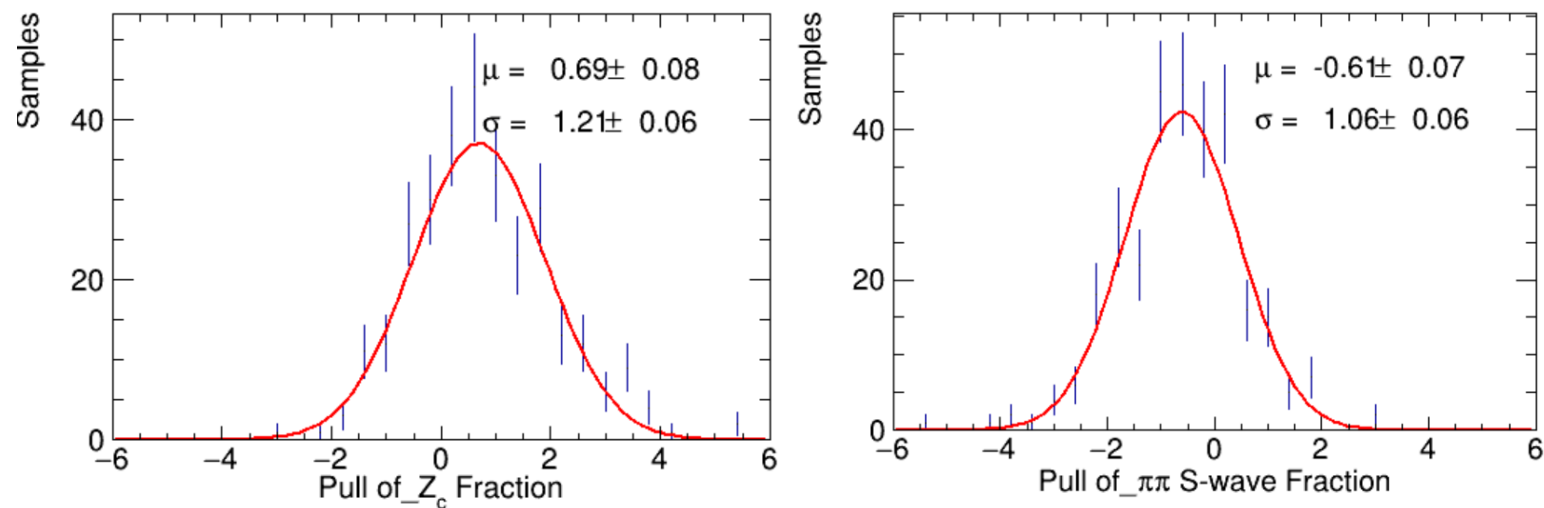 Samples
μ = 0.69± 0.08
σ = 1.21± 0.06
40
20
0
−6 −4 −2 0 2 4 6
Pull of_Z_c Fraction
Samples
μ = -0.61± 0.07
σ = 1.06± 0.06
40
20
0
−6 −4 −2 0 2 4 6
Pull of_ππ S-wave Fraction